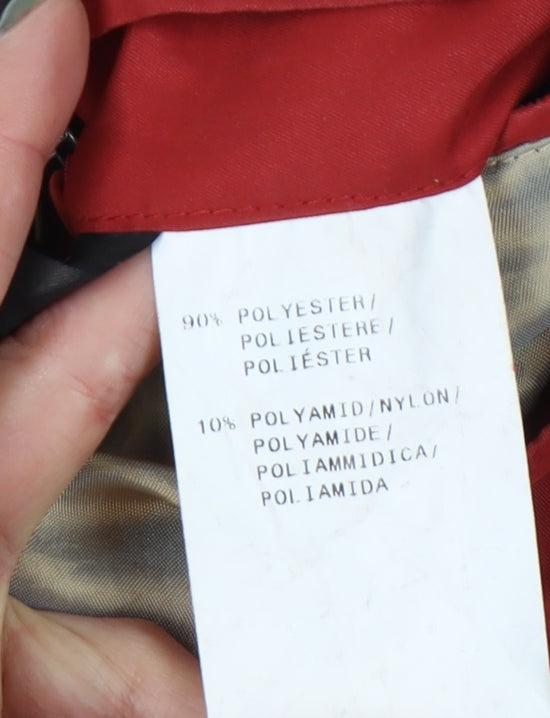 90% POLYESTER/
POLIESTERE/
POLIÉSTER
10% POLYAMID/NYLON/
POLYAMIDE/
POLIAMMIDICA/
POLIAMIDA